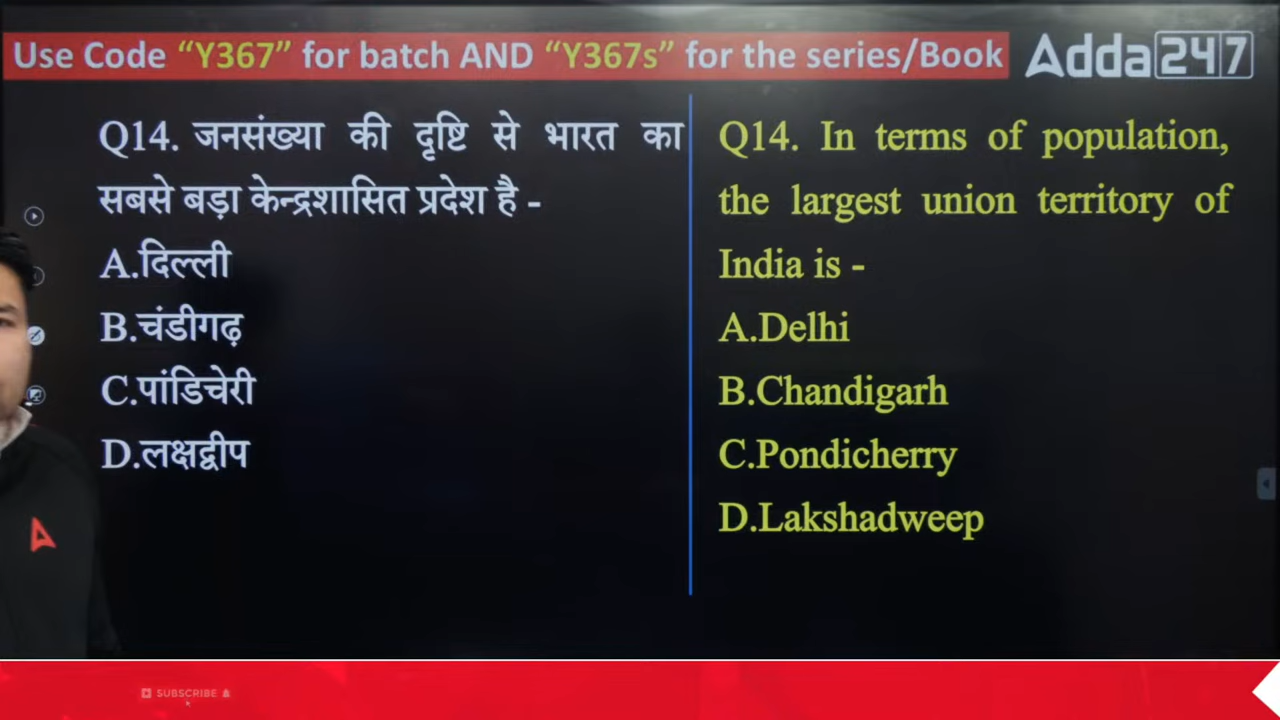 Use Code “Y367” for batch AND “Y367s” for the series/Book
Adda247
Q14. जनसंख्या की दृष्टि से भारत का
सबसे बड़ा केन्द्रशासित प्रदेश है -
A.दिल्ली
B.चंडीगढ़
C.पांडिचेरी
D.लक्षद्वीप
Q14. In terms of population,
the largest union territory of
India is -
A.Delhi
B.Chandigarh
C.Pondicherry
D.Lakshadweep
SUBSCRIBE